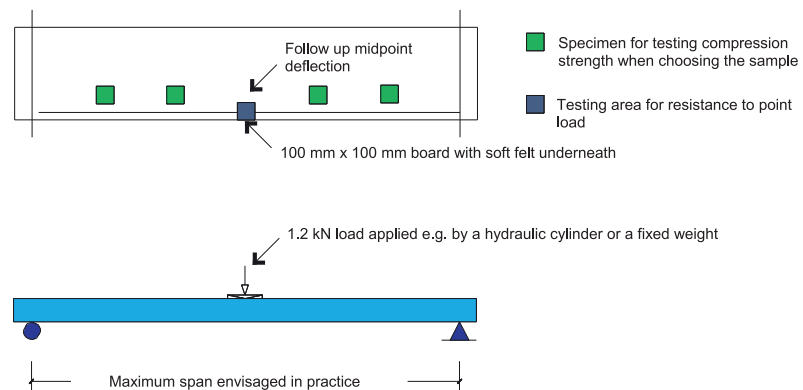 Follow up midpoint
deflection
100 mm x 100 mm board with soft felt underneath
Specimen for testing compression
strength when choosing the sample
Testing area for resistance to point
load
1.2 kN load applied e.g. by a hydraulic cylinder or a fixed weight
Maximum span envisaged in practice